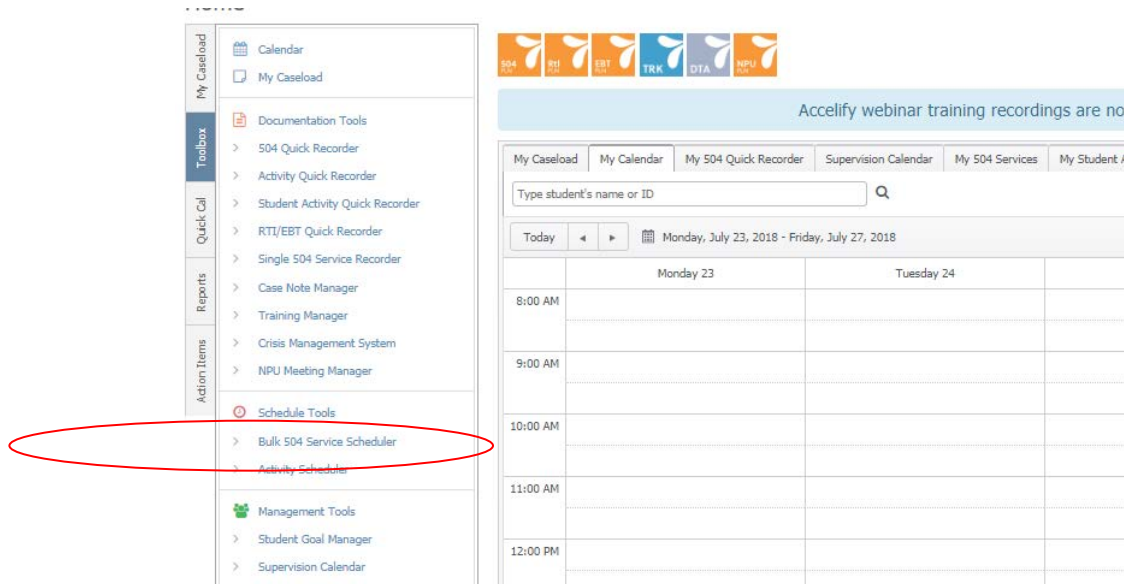 My Caseload
Toolbox
Quick Cal
Reports
Action Items
Calendar
My Caseload
Documentation Tools
504 Quick Recorder
Activity Quick Recorder
Student Activity Quick Recorder
RTI/EBT Quick Recorder
Single 504 Service Recorder
Case Note Manager
Training Manager
Crisis Management System
NPU Meeting Manager
Schedule Tools
Bulk 504 Service Scheduler
Activity Scheduler
Management Tools
Student Goal Manager
Supervision Calendar
504 PLN RtI PLN EBT PLN TRK DTA NPU PLN
Accelify webinar training recordings are no
My Caseload My Calendar My 504 Quick Recorder Supervision Calendar My 504 Services My Student A
Type student's name or ID
Today Monday, July 23, 2018 - Friday, July 27, 2018
Monday 23 Tuesday 24
8:00 AM
9:00 AM
10:00 AM
11:00 AM
12:00 PM